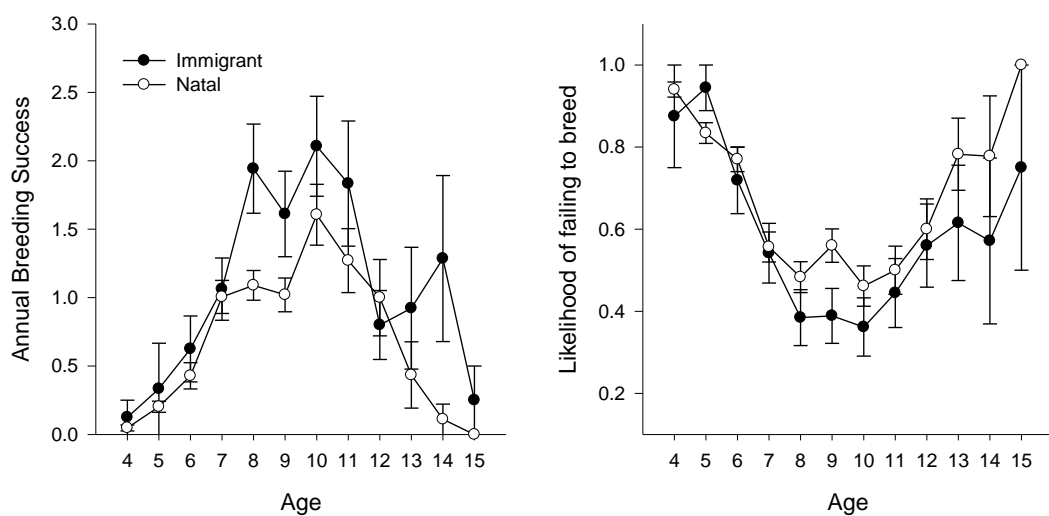 3.0
2.5
2.0
1.5
1.0
0.5
0.0
Annual Breeding Success
Immigrant
Natal
4 5 6 7 8 9 10 11 12 13 14 15
Age
1.0
0.8
0.6
0.4
0.2
Likelihood of failing to breed
4 5 6 7 8 9 10 11 12 13 14 15
Age